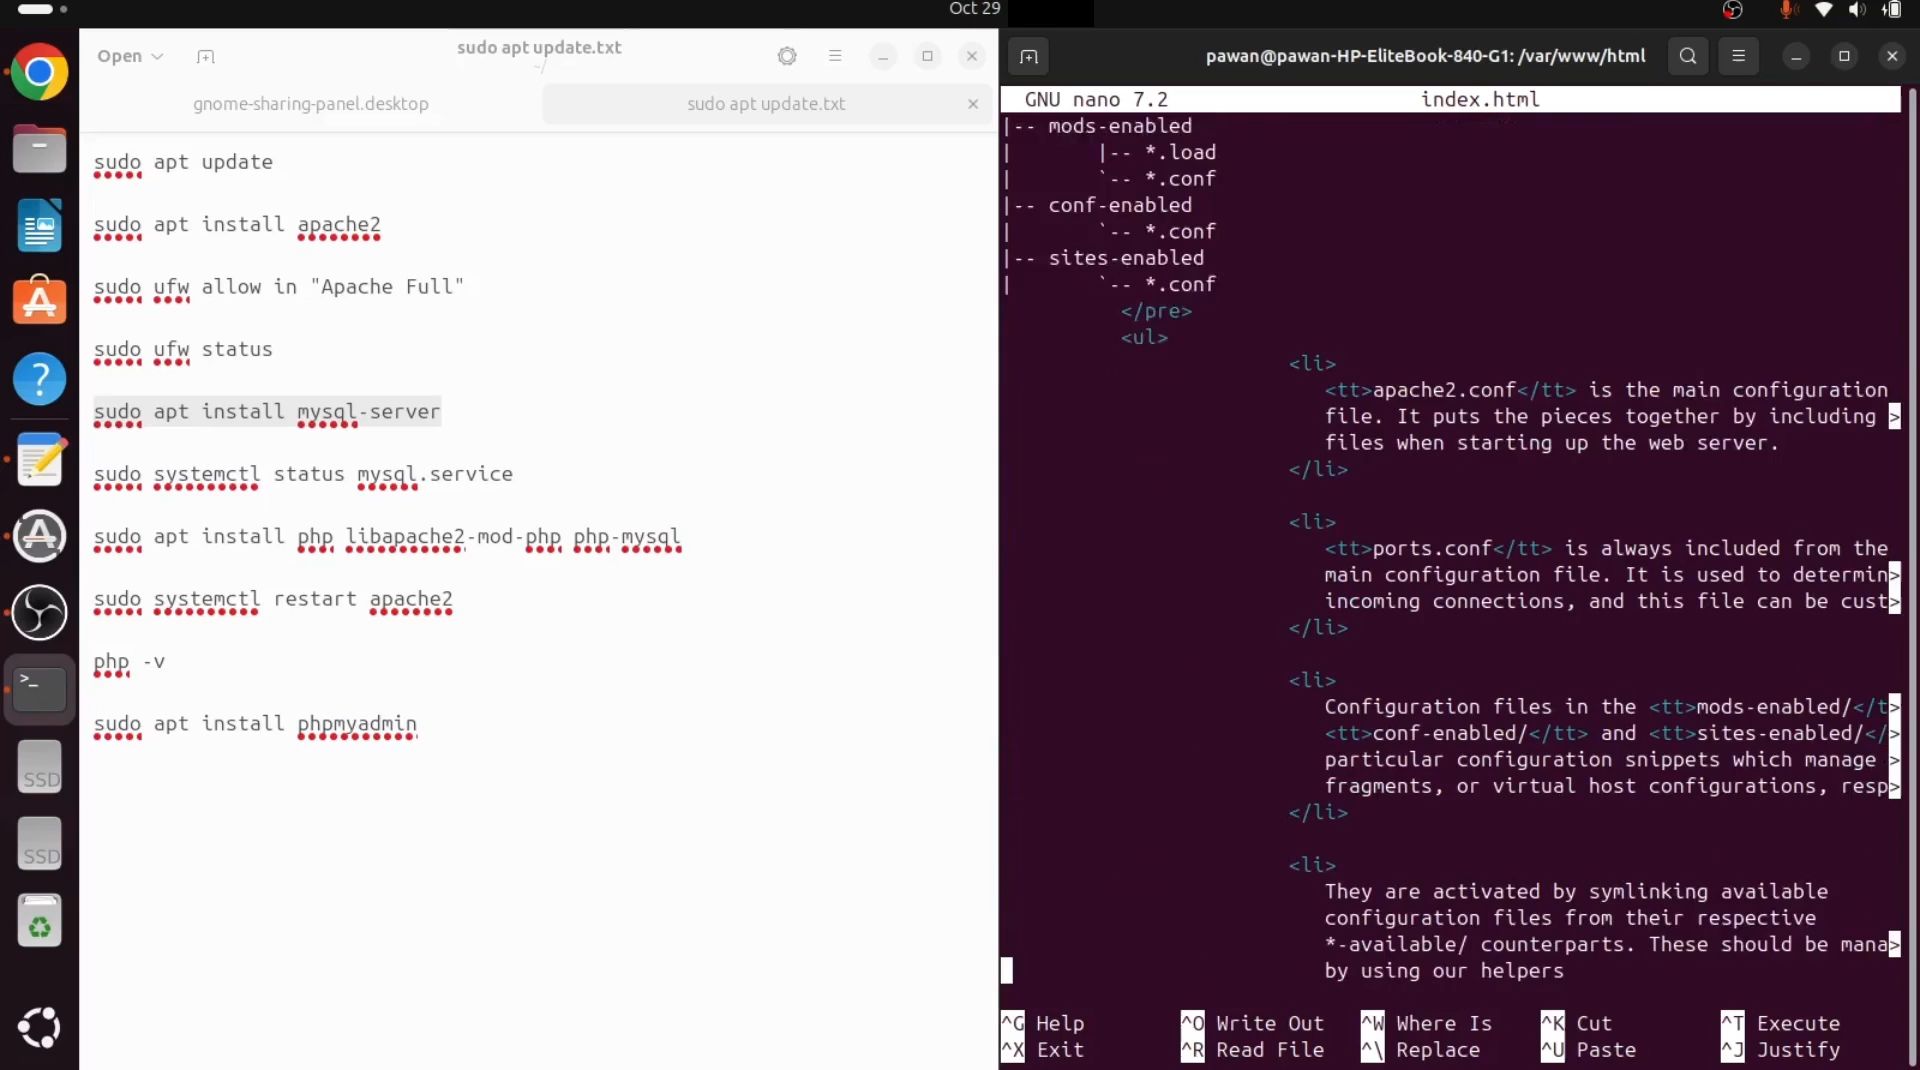 Oct 29
Open
sudo apt update.txt
~/
gnome-sharing-panel.desktop
sudo apt update.txt
sudo apt update
sudo apt install apache2
sudo ufw allow in "Apache Full"
sudo ufw status
sudo apt install mysql-server
sudo systemctl status mysql.service
sudo apt install php libapache2-mod-php php-mysql
sudo systemctl restart apache2
php -v
sudo apt install phpmyadmin
SSD
SSD
pawan@pawan-HP-EliteBook-840-G1: /var/www/html
GNU nano 7.2 index.html
|-- mods-enabled
| |-- *.load
| `-- *.conf
|-- conf-enabled
| `-- *.conf
|-- sites-enabled
| `-- *.conf
</pre>
<ul>
<li>
<tt>apache2.conf</tt> is the main configuration
file. It puts the pieces together by including >
files when starting up the web server.
</li>
<li>
<tt>ports.conf</tt> is always included from the
main configuration file. It is used to determin>
incoming connections, and this file can be cust>
</li>
<li>
Configuration files in the <tt>mods-enabled/</t>
<tt>conf-enabled/</tt> and <tt>sites-enabled/</>
particular configuration snippets which manage >
fragments, or virtual host configurations, resp>
</li>
<li>
They are activated by symlinking available
configuration files from their respective
*-available/ counterparts. These should be mana>
by using our helpers
^G Help ^O Write Out ^W Where Is ^K Cut ^T Execute
^X Exit ^R Read File ^\ Replace ^U Paste ^J Justify